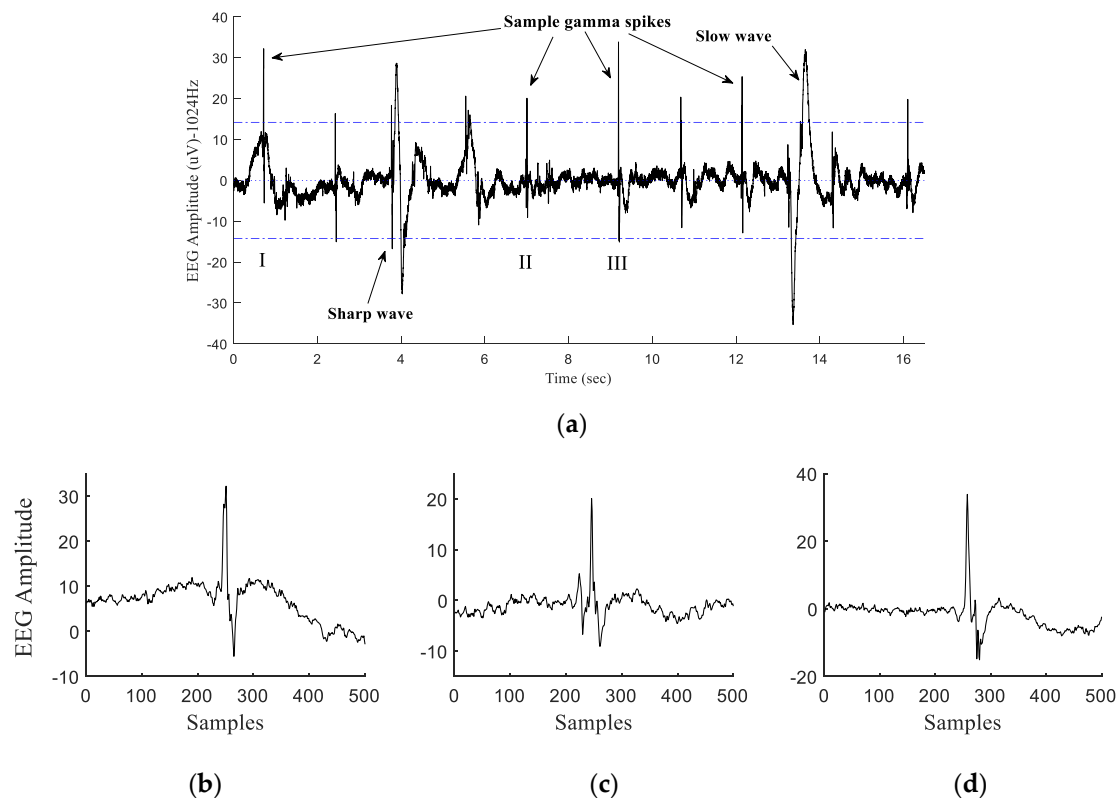 Sample gamma spikes
Slow wave
EEG Amplitude (uV)-1024Hz
40
30
20
10
0
-10
-20
-30
-40
I
II
III
Sharp wave
0 2 4 6 8 10 12 14 16
Time (sec)
(a)
EEG Amplitude
30
20
10
0
-10
0 100 200 300 400 500
Samples
(b)
20
10
0
-10
0 100 200 300 400 500
Samples
(c)
40
20
0
-20
0 100 200 300 400 500
Samples
(d)